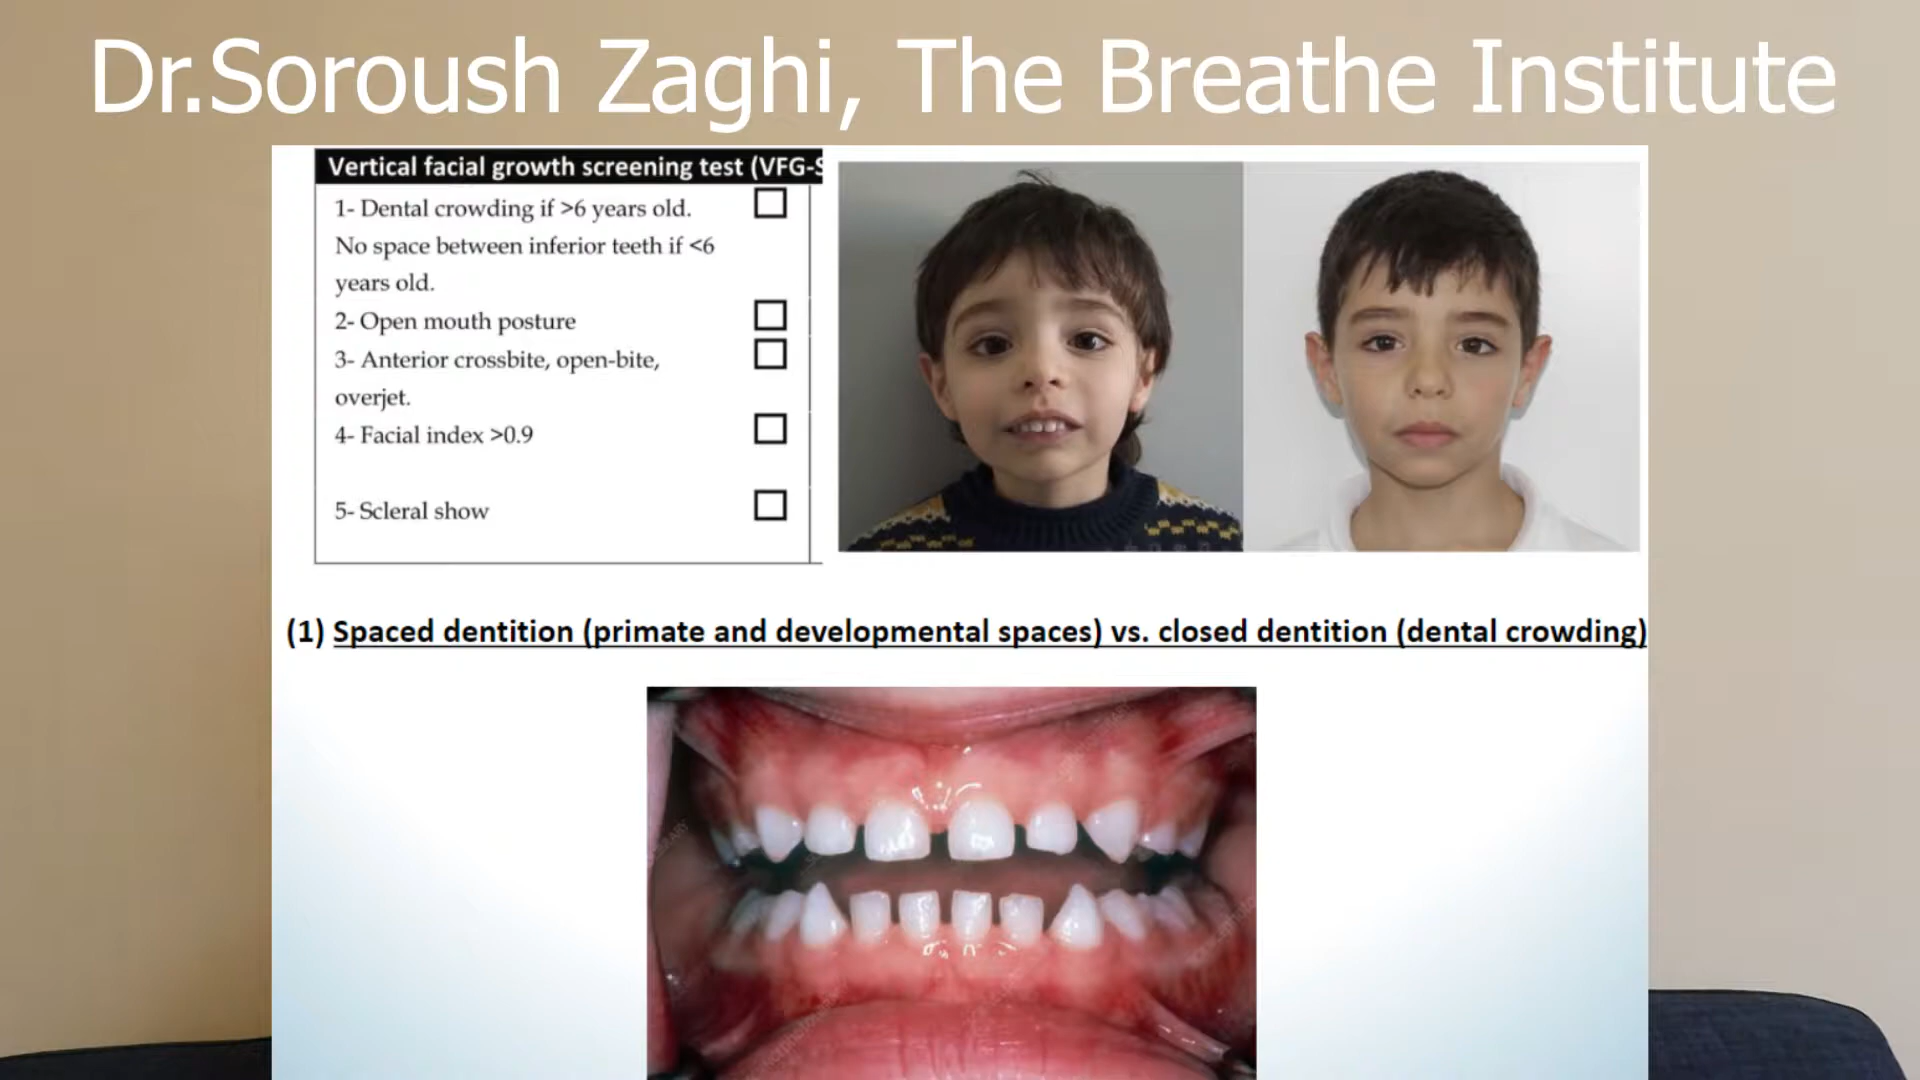 Dr.Soroush Zaghi, The Breathe Institute
Vertical facial growth screening test (VFG-S
1- Dental crowding if >6 years old.
No space between inferior teeth if <6
years old.
2- Open mouth posture
3- Anterior crossbite, open-bite,
overjet.
4- Facial index >0.9
5- Scleral show
(1) Spaced dentition (primate and developmental spaces) vs. closed dentition (dental crowding)